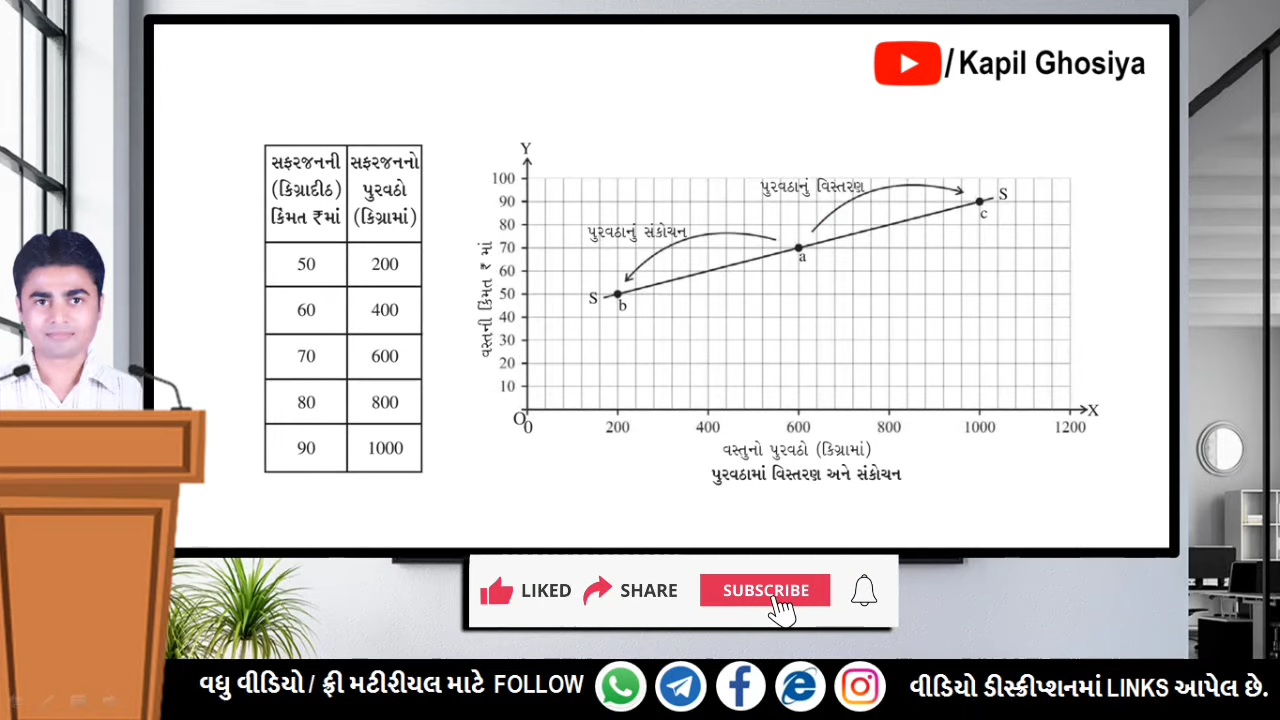 /Kapil Ghosiya
સફરજનની
(કિગ્રાદીઠ)
કિંમત ₹માં
સફરજનનો
પુરવઠો
(કિગ્રામાં)
50 200
60 400
70 600
80 800
90 1000
Y
100
90
80
70
60
50
40
30
20
10
O
0 200 400 600 800 1000 1200
X
વસ્તની કિંમત ₹ માં
પુરવઠાનું વિસ્તરણ
પુરવઠાનું સંકોચન
S
c
a
S
b
વસ્તુનો પુરવઠો (કિગ્રામાં)
પુરવઠામાં વિસ્તરણ અને સંકોચન
LIKED SHARE SUBSCRIBE
વધુ વીડિયો / ફ્રી મટીરીયલ માટે FOLLOW
વીડિયો ડીસ્ક્રીપ્શનમાં LINKS આપેલ છે.